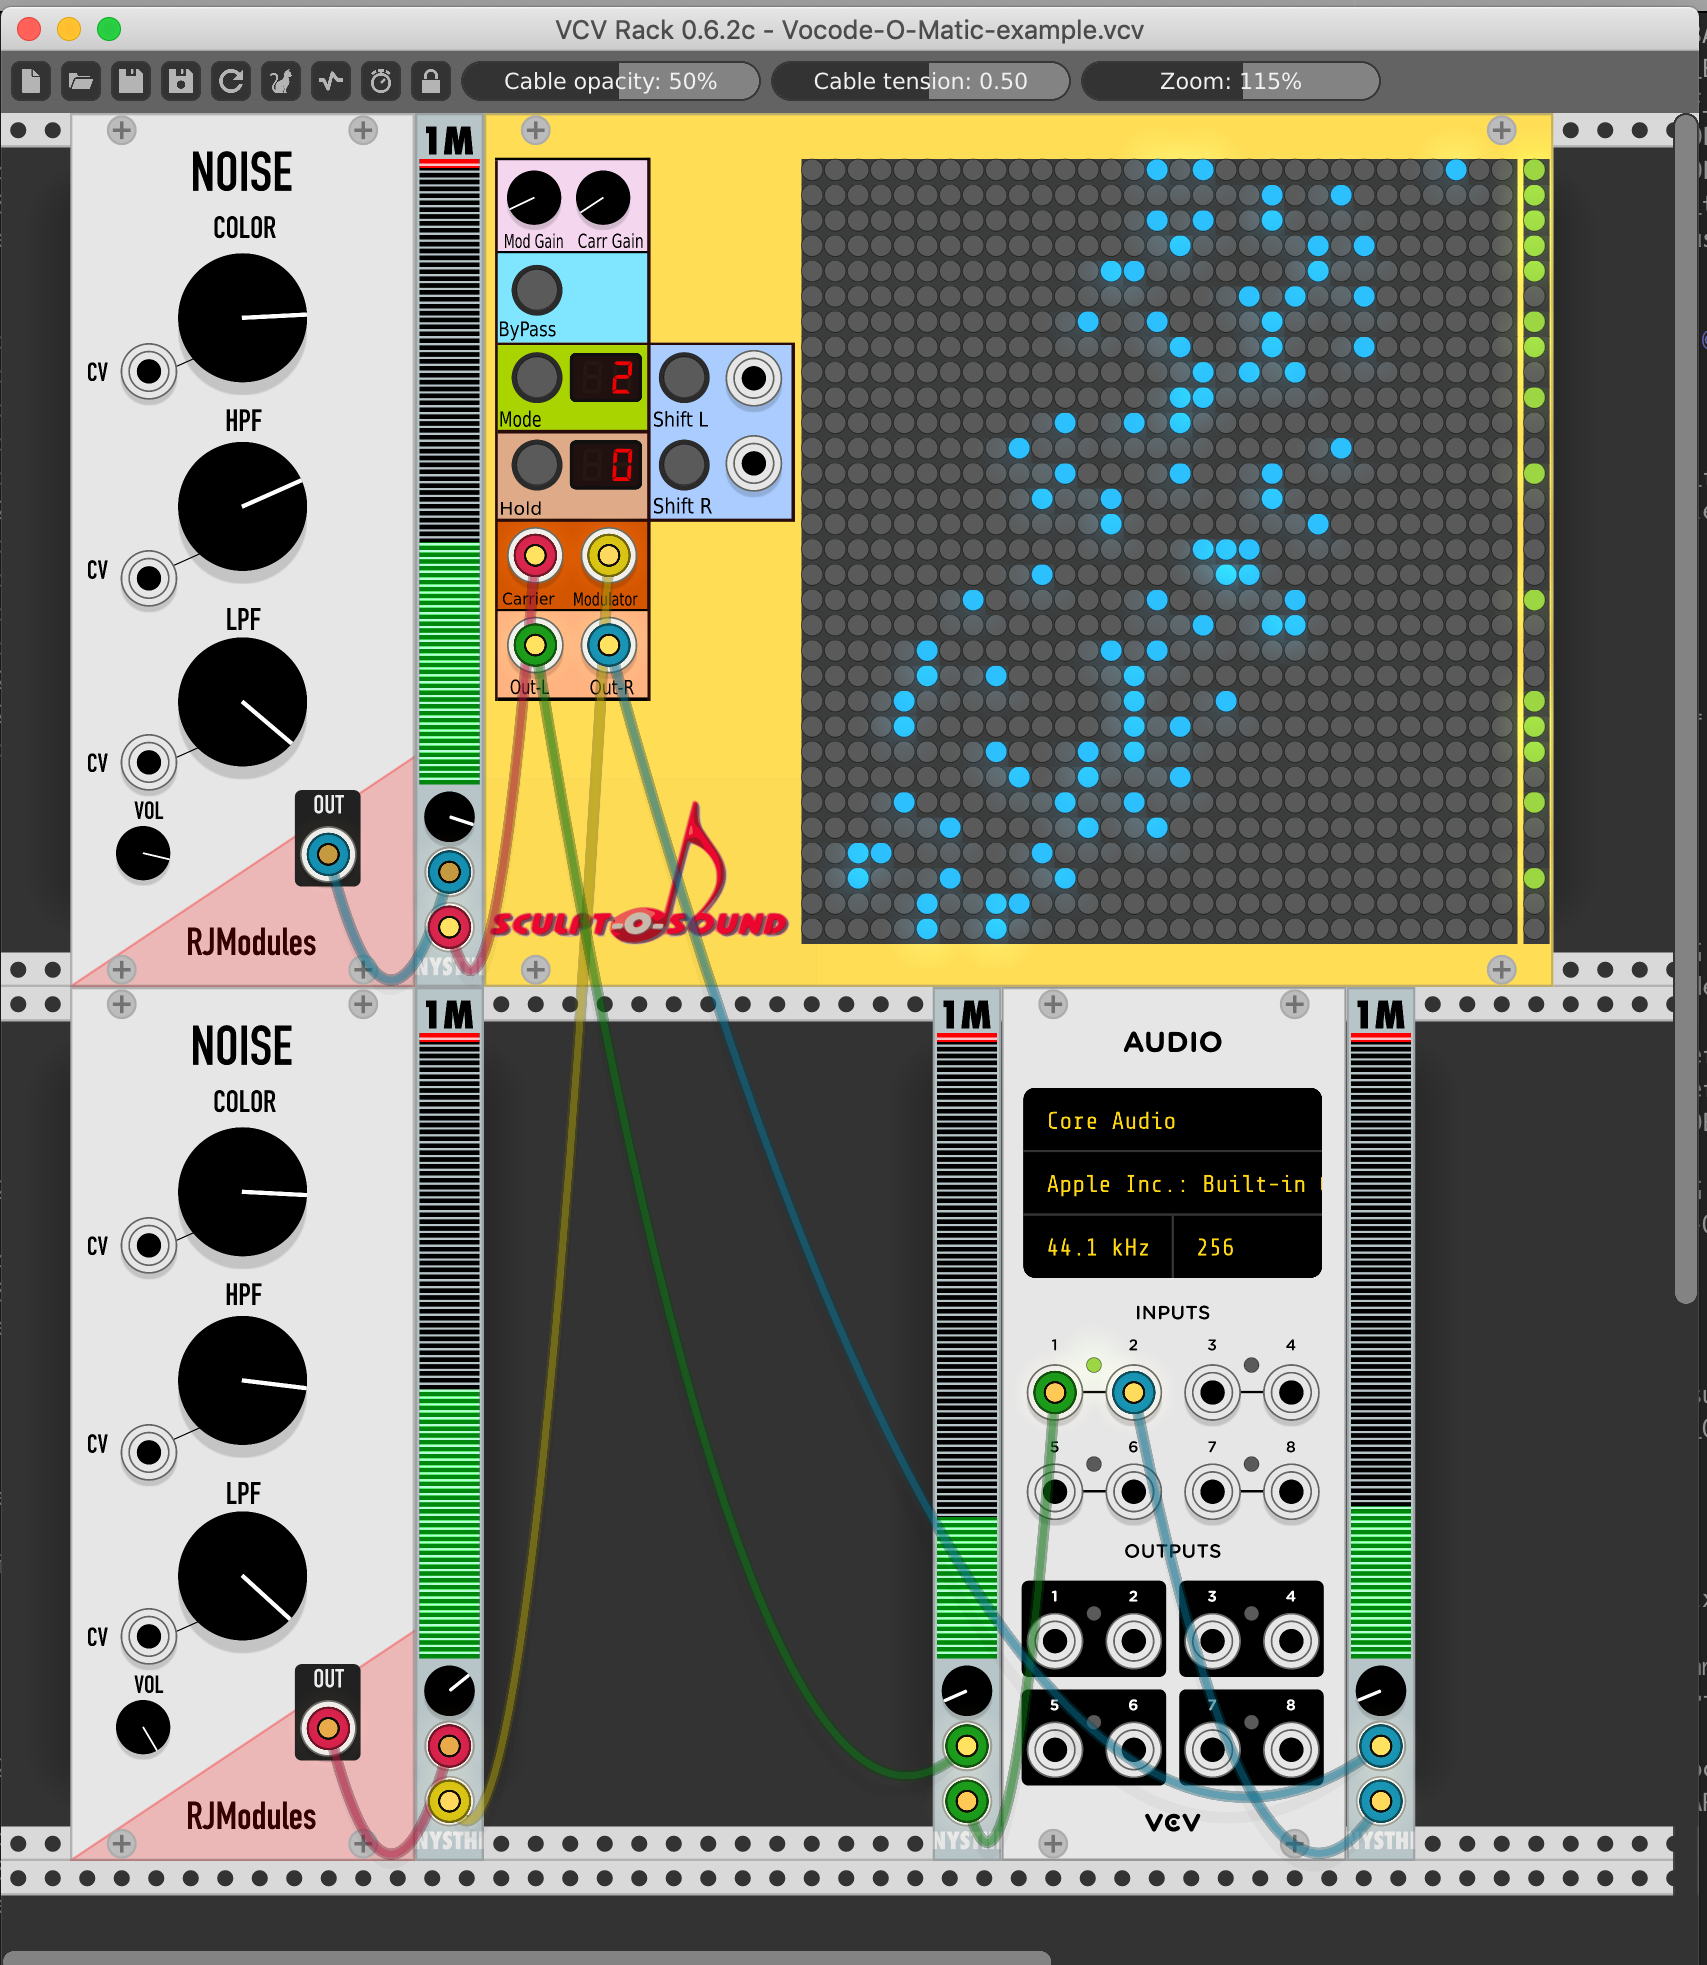 VCV Rack 0.6.2c - Vocode-O-Matic-example.vcv
Cable opacity: 50%
Cable tension: 0.50
Zoom: 115%
NOISE
COLOR
CV
HPF
CV
LPF
CV
VOL
OUT
RJModules
1M
Mod Gain
Carr Gain
ByPass
Mode
2
Shift L
Hold
0
Shift R
Carrier
Modulator
Out-L
Out-R
SCULPT-O-SOUND
NOISE
COLOR
CV
HPF
CV
LPF
CV
VOL
OUT
RJModules
1M
NYSTHI
1M
AUDIO
Core Audio
Apple Inc.: Built-in
44.1 kHz
256
INPUTS
1 2 3 4
5 6 7 8
OUTPUTS
1 2 3 4
5 6 7 8
VCV
1M